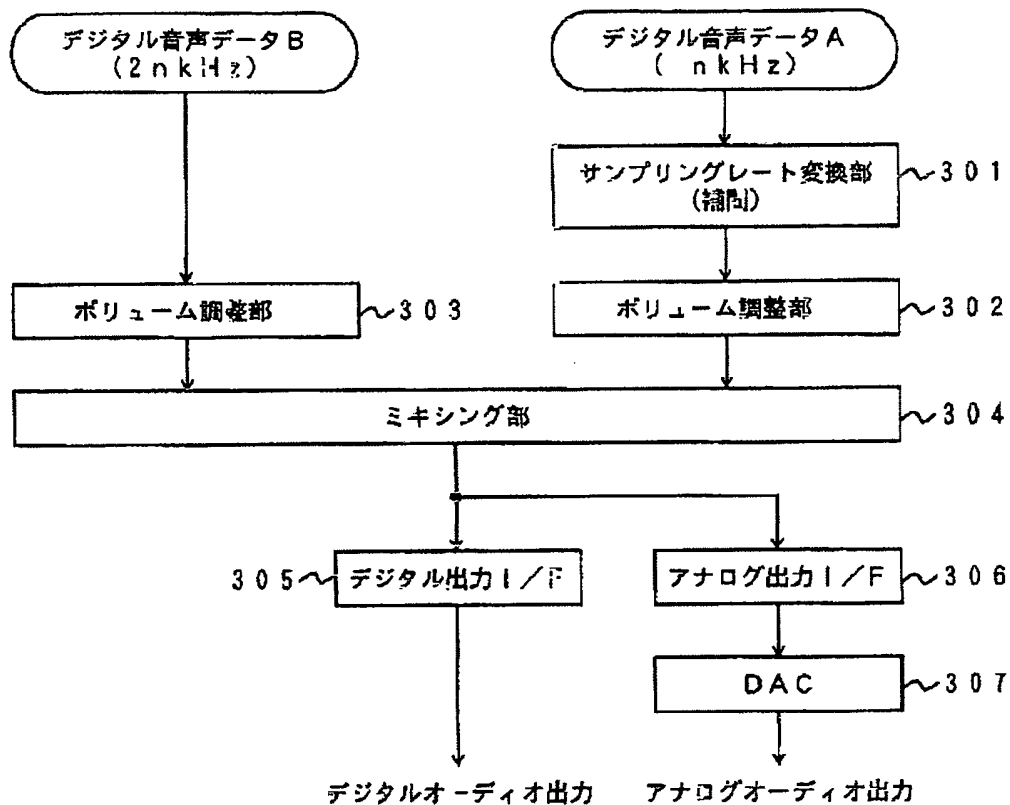 デジタル音声データB
(2nkHz)
デジタル音声データA
( nkHz)
サンプリングレート変換部
(補間)
301
ボリューム調整部
303
ボリューム調整部
302
ミキシング部
304
305
デジタル出力I/F
アナログ出力I/F
306
DAC
307
デジタルオーディオ出力
アナログオーディオ出力